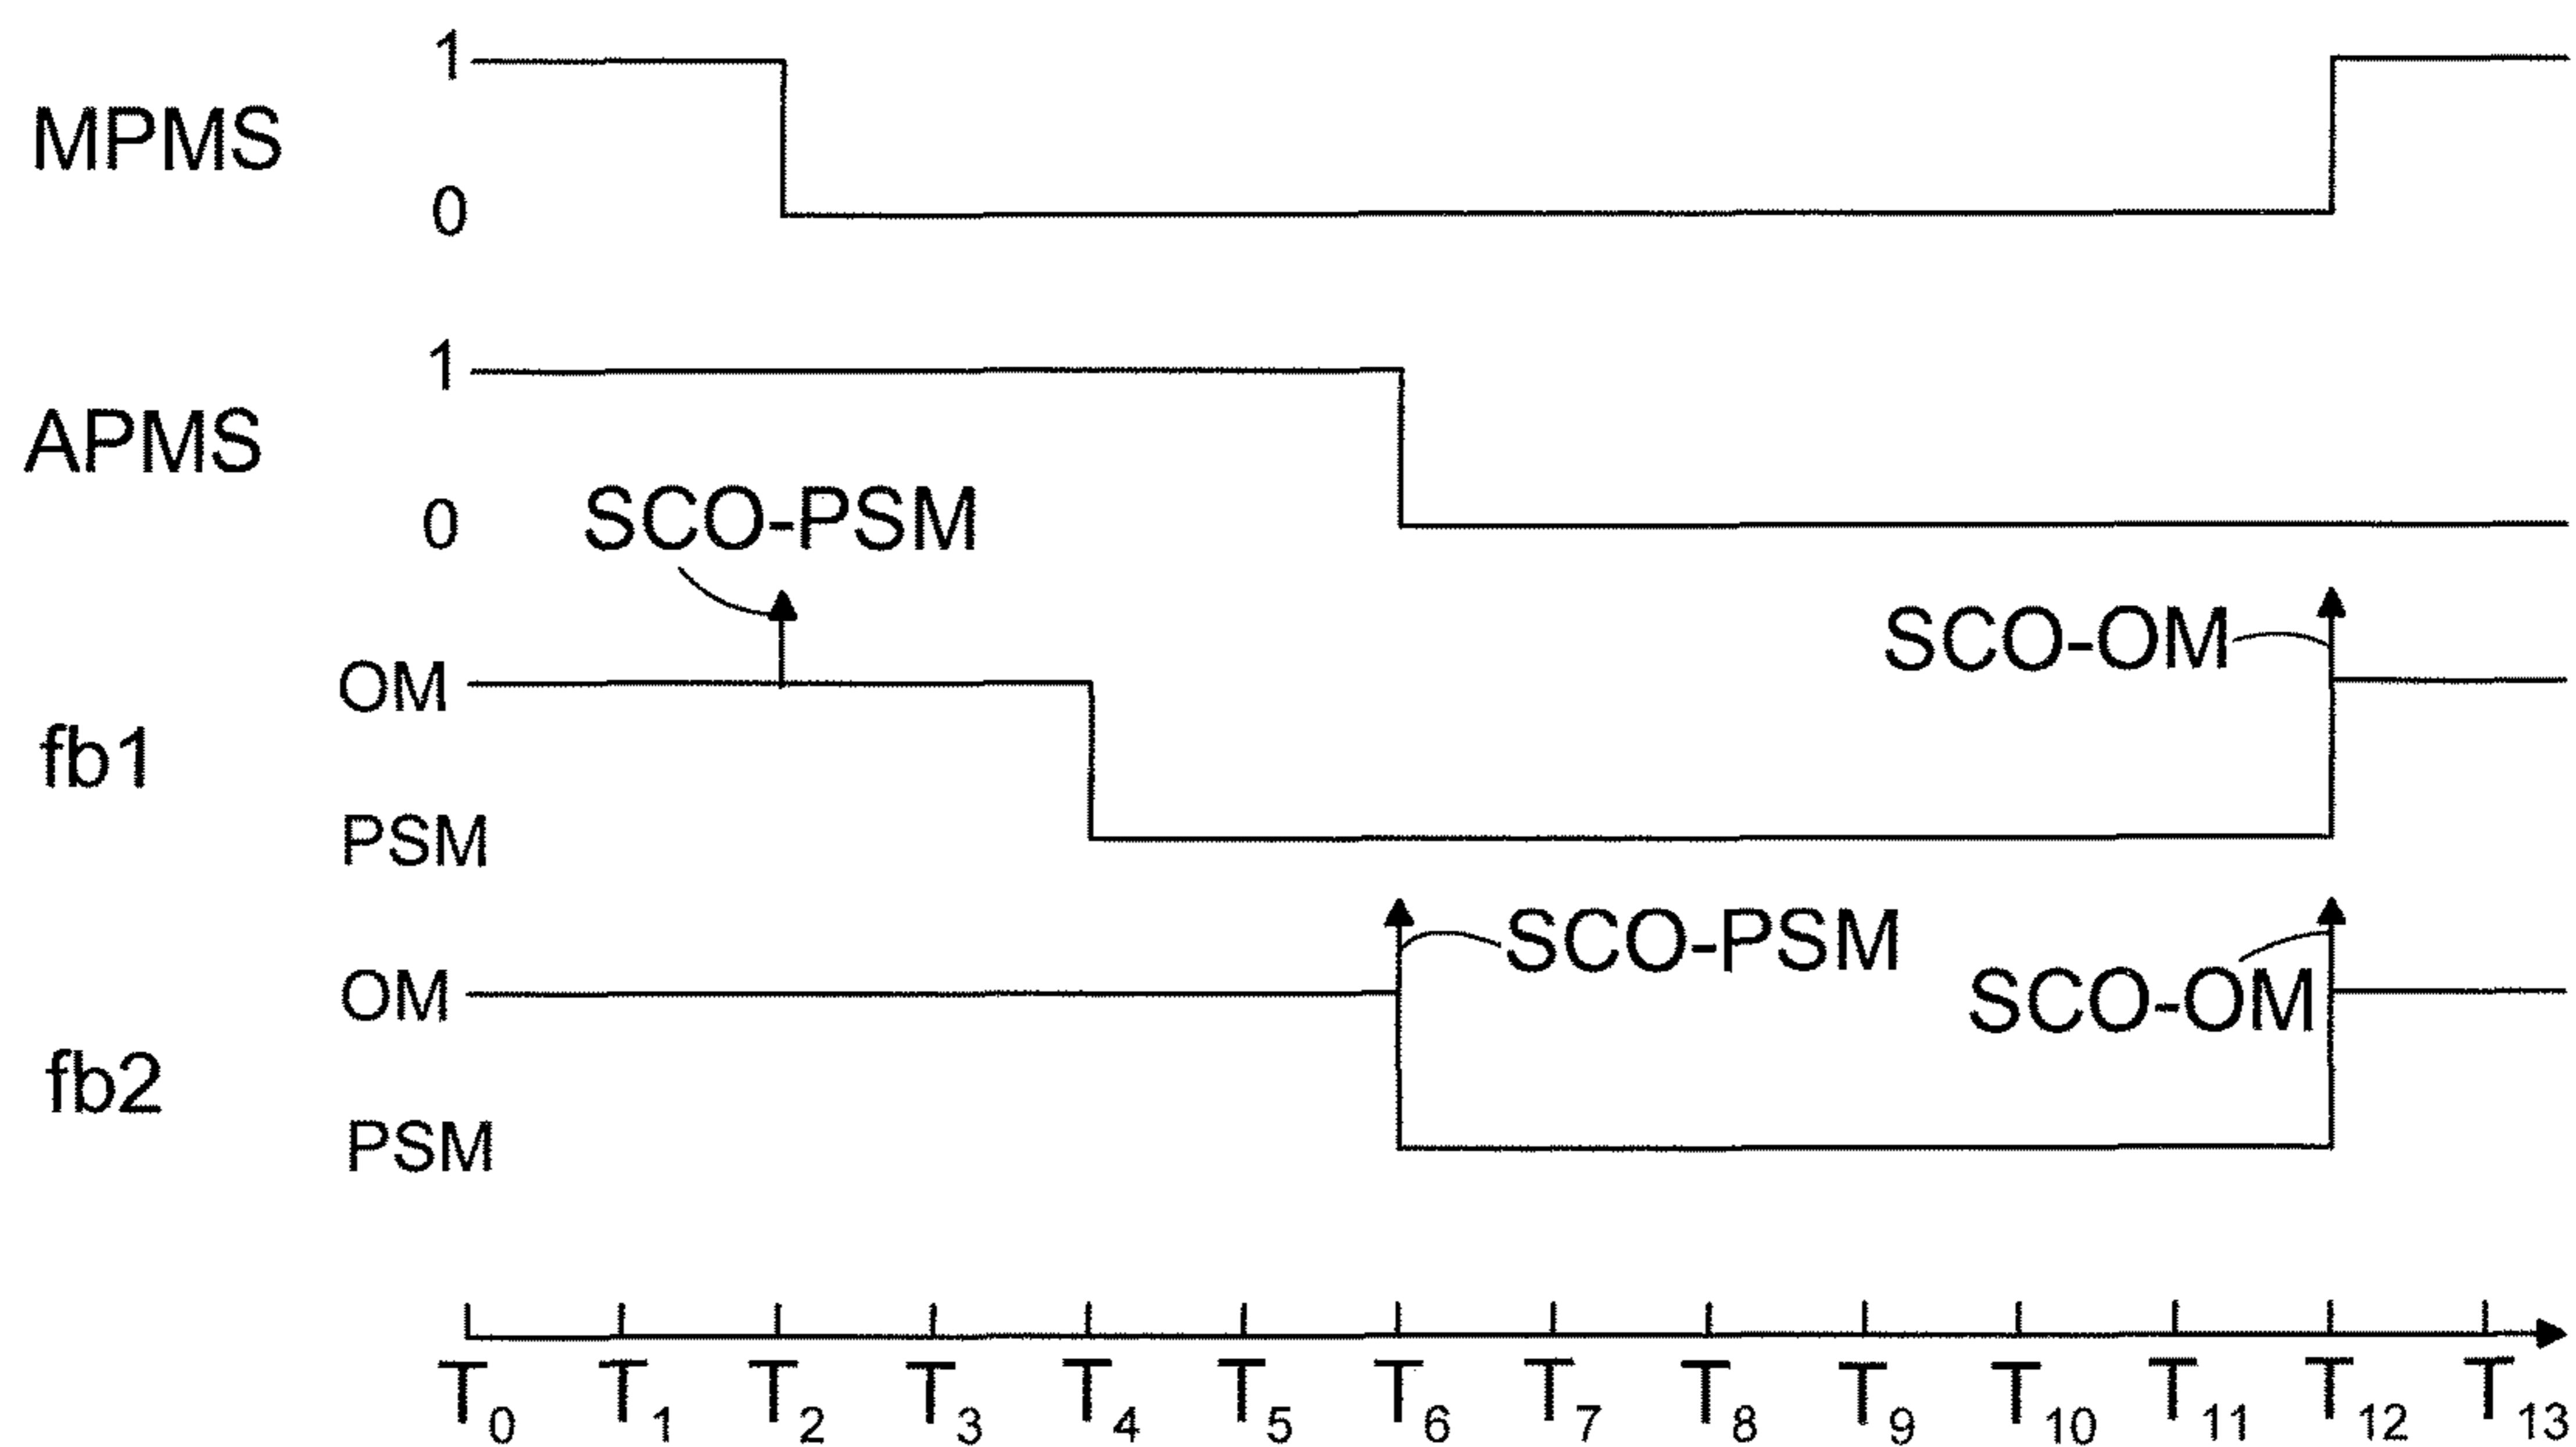 1
MPMS
0
1
APMS
0
SCO-PSM
SCO-OM
OM
fb1
PSM
SCO-PSM
OM
SCO-OM
fb2
PSM
T0 T1 T2 T3 T4 T5 T6 T7 T8 T9 T10 T11 T12 T13